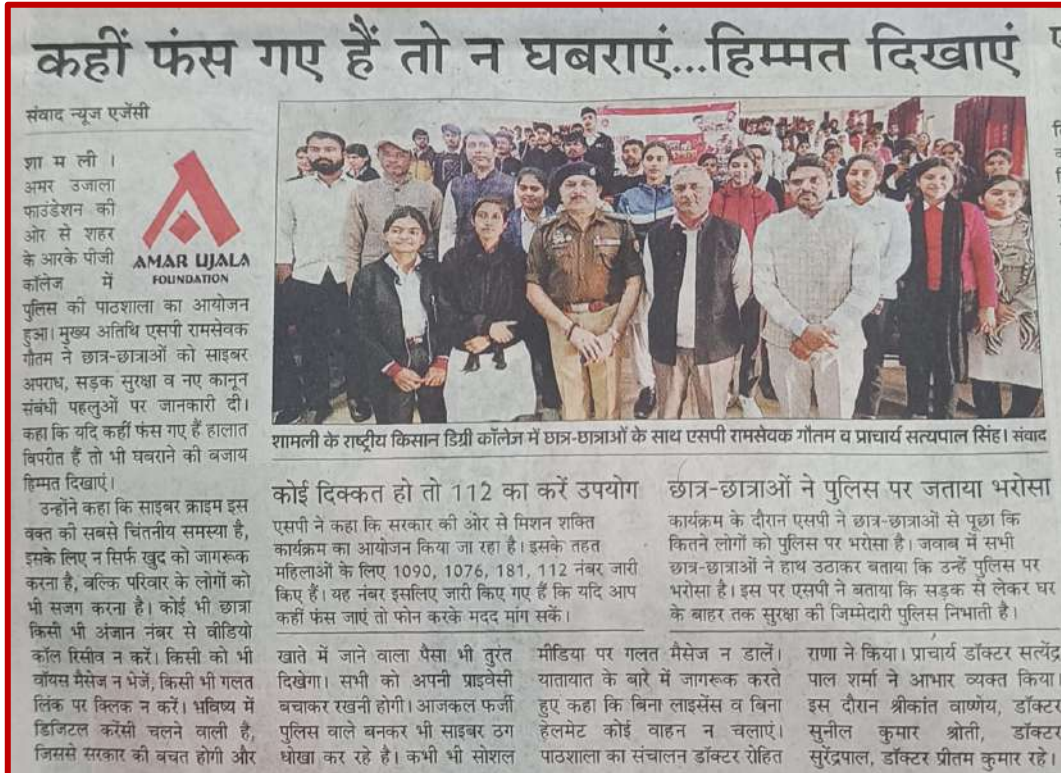 कहीं फंस गए हैं तो न घबराएं...हिम्मत दिखाएं
संवाद न्यूज एजेंसी
शा म ली ।
अमर उजाला
फाउंडेशन की
ओर से शहर
के आरके पीजी
कॉलेज में
AMAR UJALA
FOUNDATION
पुलिस की पाठशाला का आयोजन
हुआ। मुख्य अतिथि एसपी रामसेवक
गौतम ने छात्र-छात्राओं को साइबर
अपराध, सड़क सुरक्षा व नए कानून
संबंधी पहलुओं पर जानकारी दी।
कहा कि यदि कहीं फंस गए हैं हालात
विपरीत हैं तो भी घबराने की बजाय
हिम्मत दिखाएं।
उन्होंने कहा कि साइबर क्राइम इस
वक्त की सबसे चिंतनीय समस्या है,
इसके लिए न सिर्फ खुद को जागरूक
करना है, बल्कि परिवार के लोगों को
भी सजग करना है। कोई भी छात्रा
किसी भी अंजान नंबर से वीडियो
कॉल रिसीव न करें। किसी को भी
वॉयस मैसेज न भेजें, किसी भी गलत
लिंक पर क्लिक न करें। भविष्य में
डिजिटल करेंसी चलने वाली है,
जिससे सरकार की बचत होगी और
शामली के राष्ट्रीय किसान डिग्री कॉलेज में छात्र-छात्राओं के साथ एसपी रामसेवक गौतम व प्राचार्य सत्यपाल सिंह। संवाद
कोई दिक्कत हो तो 112 का करें उपयोग
एसपी ने कहा कि सरकार की ओर से मिशन शक्ति
कार्यक्रम का आयोजन किया जा रहा है। इसके तहत
महिलाओं के लिए 1090, 1076, 181, 112 नंबर जारी
किए हैं। यह नंबर इसलिए जारी किए गए हैं कि यदि आप
कहीं फंस जाएं तो फोन करके मदद मांग सकें।
छात्र-छात्राओं ने पुलिस पर जताया भरोसा
कार्यक्रम के दौरान एसपी ने छात्र-छात्राओं से पूछा कि
कितने लोगों को पुलिस पर भरोसा है। जवाब में सभी
छात्र-छात्राओं ने हाथ उठाकर बताया कि उन्हें पुलिस पर
भरोसा है। इस पर एसपी ने बताया कि सड़क से लेकर घर
के बाहर तक सुरक्षा की जिम्मेदारी पुलिस निभाती है।
खाते में जाने वाला पैसा भी तुरंत
दिखेगा। सभी को अपनी प्राइवेसी
बचाकर रखनी होगी। आजकल फर्जी
पुलिस वाले बनकर भी साइबर ठग
धोखा कर रहे है। कभी भी सोशल
मीडिया पर गलत मैसेज न डालें।
यातायात के बारे में जागरूक करते
हुए कहा कि बिना लाइसेंस व बिना
हेलमेट कोई वाहन न चलाएं।
पाठशाला का संचालन डॉक्टर रोहित
राणा ने किया। प्राचार्य डॉक्टर सत्येंद्र
पाल शर्मा ने आभार व्यक्त किया।
इस दौरान श्रीकांत वार्ष्णेय, डॉक्टर
सुनील कुमार श्रोती, डॉक्टर
सुरेंद्रपाल, डॉक्टर प्रीतम कुमार रहे।